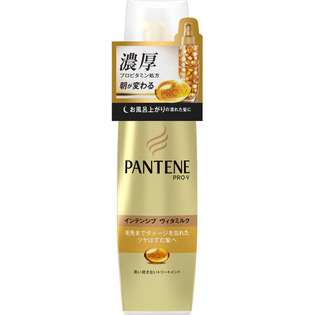 濃厚
プロビタミン処方
朝が変わる
PRO-V
お風呂上がりの濡れた髪に
PANTENE
PRO-V
インテンシブ ヴィタミルク
毛先までダメージを忘れた
ツヤはずむ髪へ
PRO-V
洗い流さないトリートメント